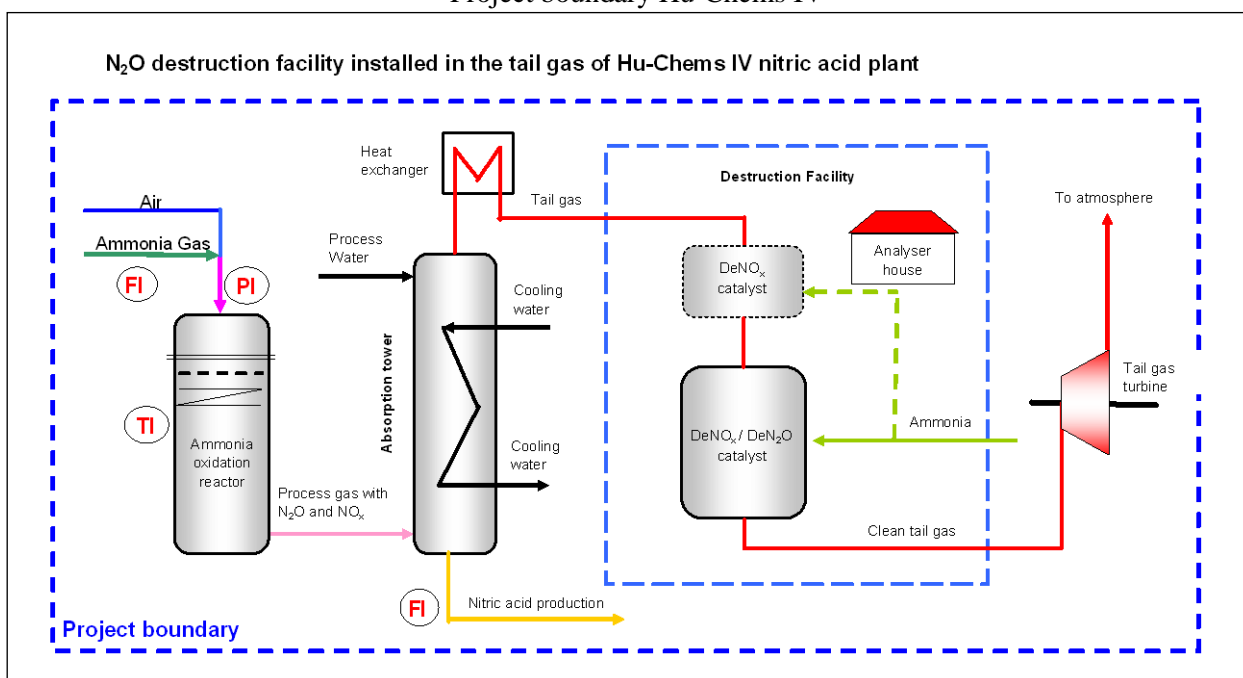 Project boundary Hu-Chems IV
N₂O destruction facility installed in the tail gas of Hu-Chems IV nitric acid plant
Heat
exchanger
Destruction Facility
Air
Tail gas
To atmosphere
Ammonia Gas
Process
Water
DeNOₓ
catalyst
Analyser
house
FI
PI
Cooling
water
Absorption tower
Tail gas
turbine
TI
Ammonia
oxidation
reactor
DeNOₓ / DeN₂O
catalyst
Ammonia
Cooling
water
Process gas with
N₂O and NOₓ
Clean tail gas
FI
Nitric acid production
Project boundary